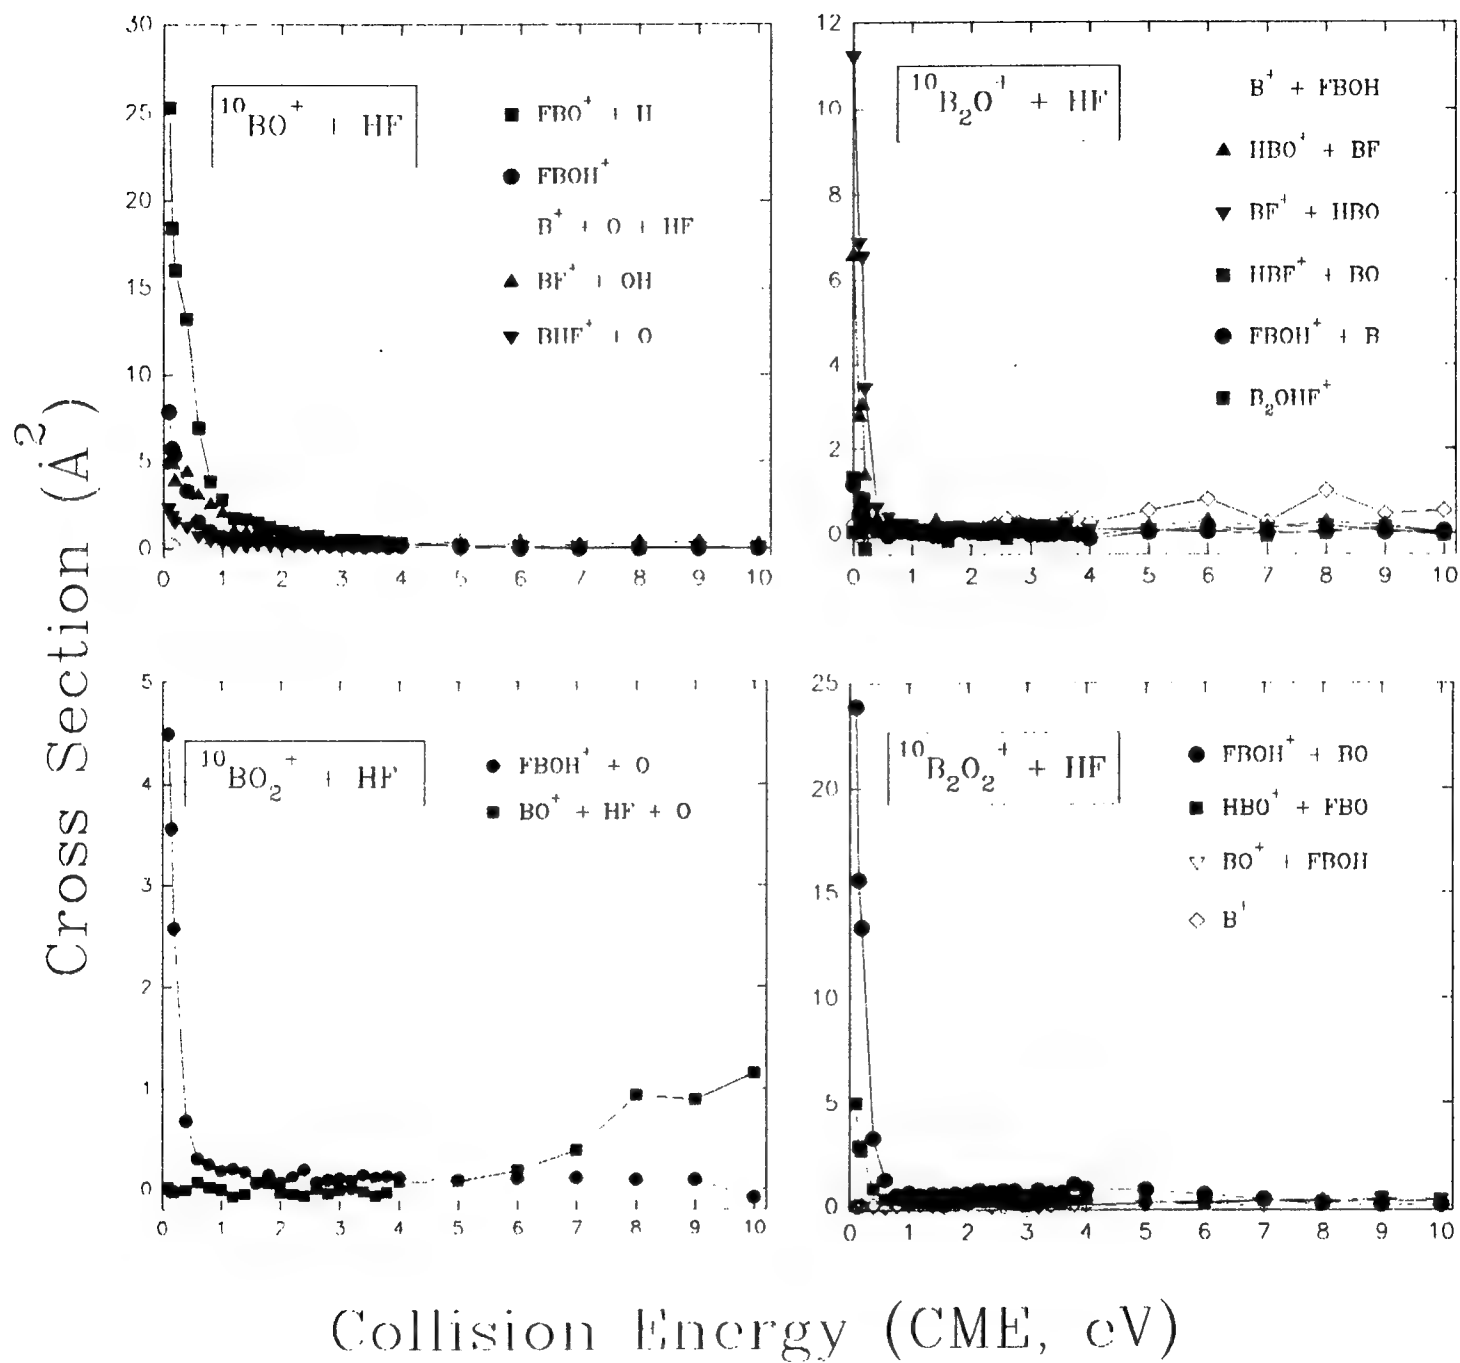 Cross Section (Å²)
30
25
20
15
10
5
0
0 1 2 3 4 5 6 7 8 9 10
¹⁰BO⁺ + HF
FBO⁺ + H
FBOH⁺
B⁺ + O + HF
BF⁺ + OH
BHF⁺ + O
12
10
8
6
4
2
0
0 1 2 3 4 5 6 7 8 9 10
¹⁰B₂O⁺ + HF
B⁺ + FBOH
HBO⁺ + BF
BF⁺ + HBO
HBF⁺ + BO
FBOH⁺ + B
B₂OHF⁺
5
4
3
2
1
0
0 1 2 3 4 5 6 7 8 9 10
¹⁰BO₂⁺ + HF
FBOH⁺ + O
BO⁺ + HF + O
25
20
15
10
5
0
0 1 2 3 4 5 6 7 8 9 10
¹⁰B₂O₂⁺ + HF
FBOH⁺ + BO
HBO⁺ + FBO
BO⁺ + FBOH
B⁺
Collision Energy (CME, eV)